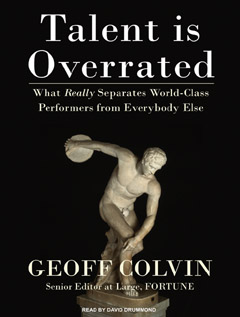 Talent is
Overrated
What Really Separates World-Class
Performers from Everybody Else
GEOFF COLVIN
Senior Editor at Large, FORTUNE
READ BY DAVID DRUMMOND